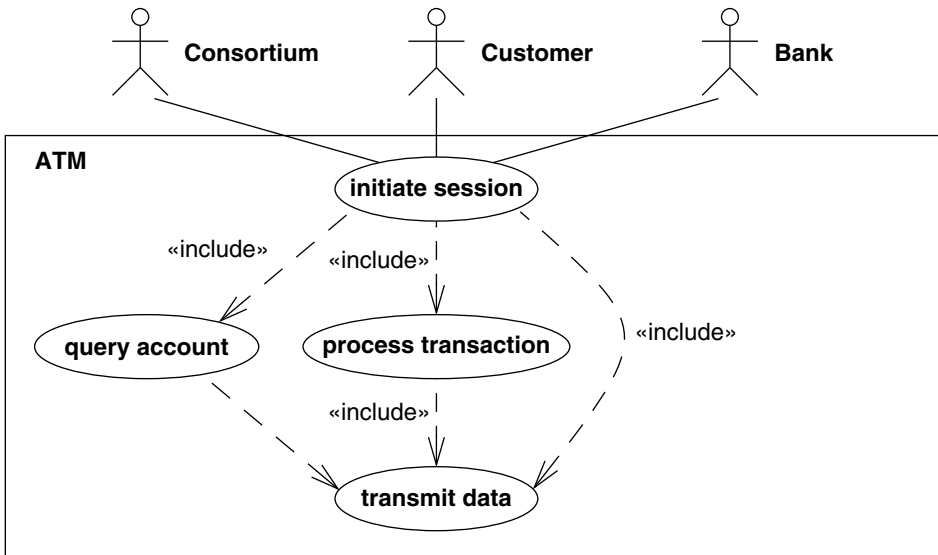 Consortium
Customer
Bank
ATM
initiate session
«include»
«include»
«include»
query account
process transaction
«include»
transmit data